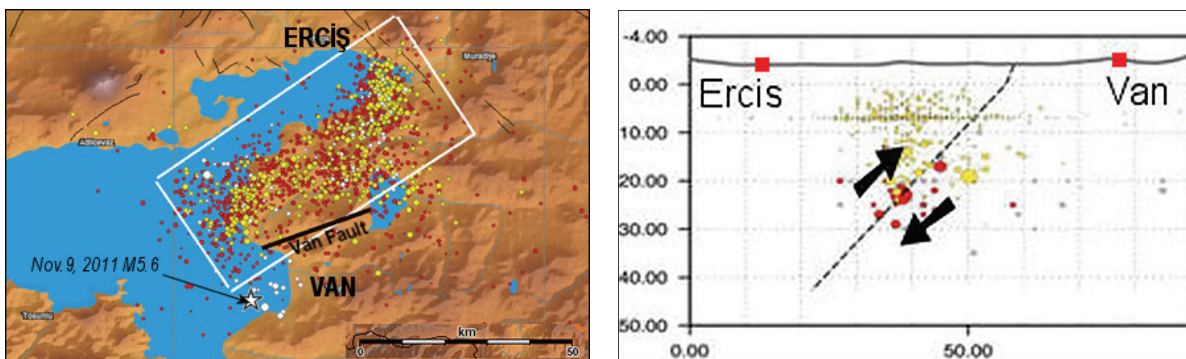 ERCİŞ
Muradiye
Adilcevaz
Van Fault
Nov. 9, 2011 M5.6
VAN
km
0 50
-4.00
0.00
10.00
20.00
30.00
40.00
50.00
Ercis
Van
0.00 50.00